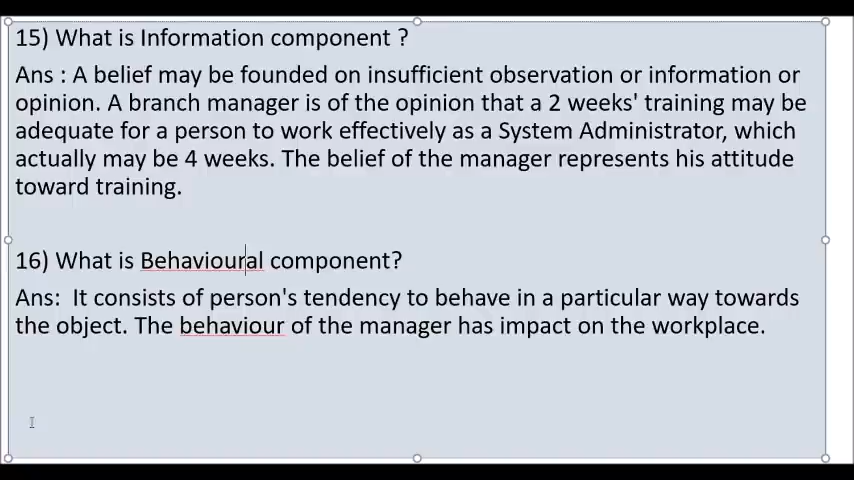 15) What is Information component ?
Ans : A belief may be founded on insufficient observation or information or
opinion. A branch manager is of the opinion that a 2 weeks' training may be
adequate for a person to work effectively as a System Administrator, which
actually may be 4 weeks. The belief of the manager represents his attitude
toward training.
16) What is Behavioural component?
Ans:  It consists of person's tendency to behave in a particular way towards
the object. The behaviour of the manager has impact on the workplace.